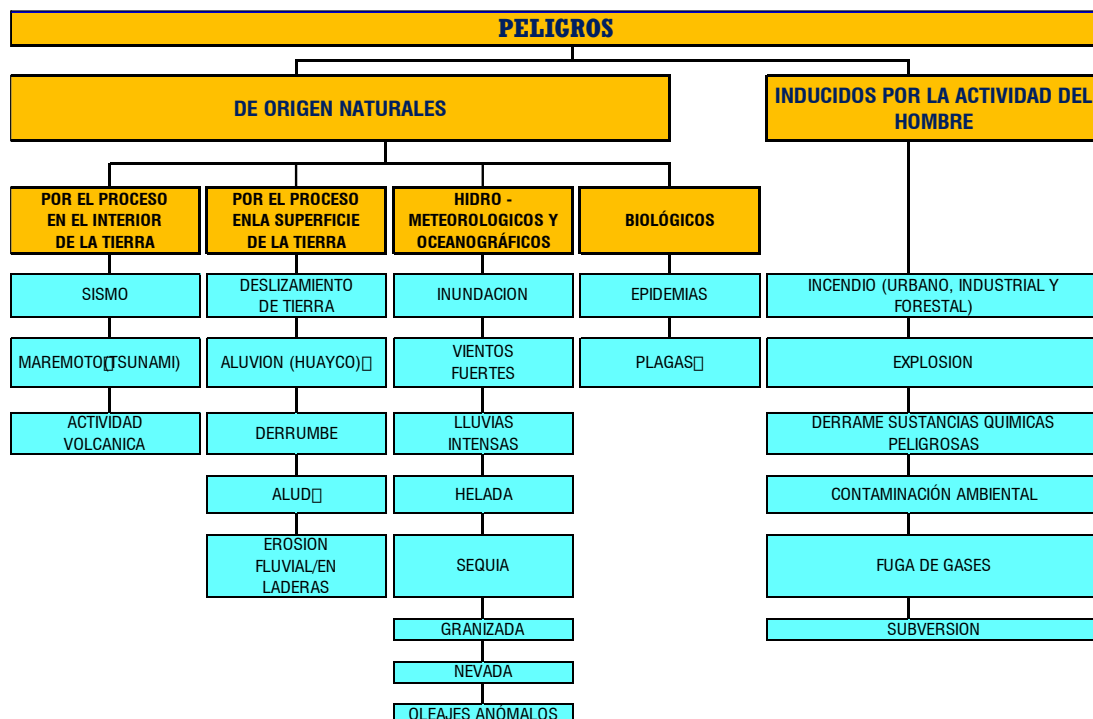 PELIGROS
DE ORIGEN NATURALES
INDUCIDOS POR LA ACTIVIDAD DEL
HOMBRE
POR EL PROCESO
EN EL INTERIOR
DE LA TIERRA
POR EL PROCESO
ENLA SUPERFICIE
DE LA TIERRA
HIDRO -
METEOROLOGICOS Y
OCEANOGRÁFICOS
BIOLÓGICOS
SISMO
MAREMOTO(TSUNAMI)
ACTIVIDAD
VOLCANICA
DESLIZAMIENTO
DE TIERRA
ALUVION (HUAYCO)
DERRUMBE
ALUD
EROSION
FLUVIAL/EN
LADERAS
INUNDACION
VIENTOS
FUERTES
LLUVIAS
INTENSAS
HELADA
SEQUIA
GRANIZADA
NEVADA
OLEAJES ANÓMALOS
EPIDEMIAS
PLAGAS
INCENDIO (URBANO, INDUSTRIAL Y
FORESTAL)
EXPLOSION
DERRAME SUSTANCIAS QUIMICAS
PELIGROSAS
CONTAMINACIÓN AMBIENTAL
FUGA DE GASES
SUBVERSION